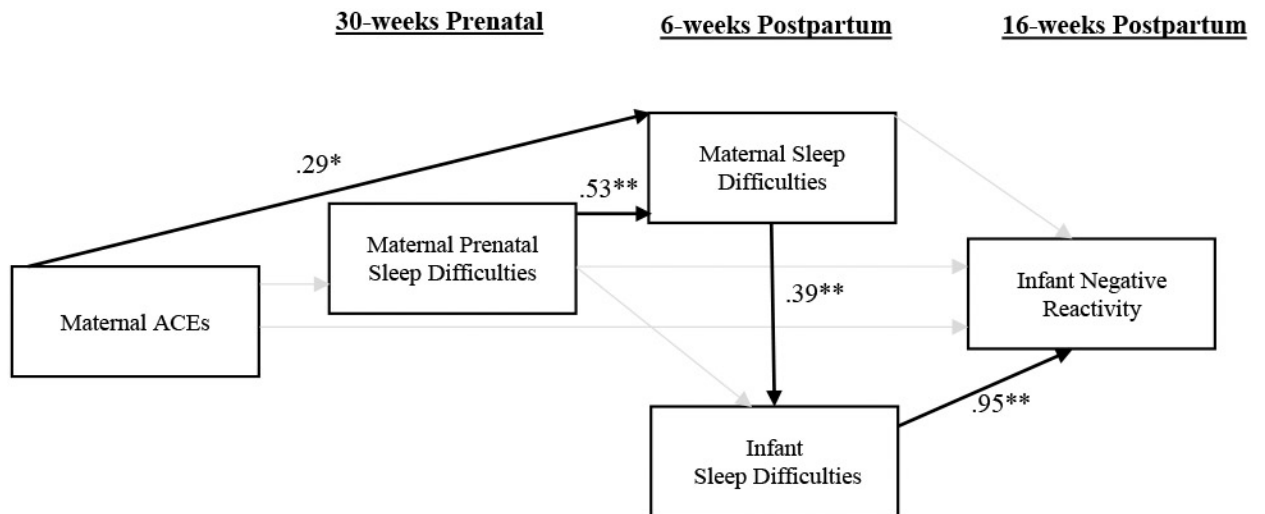 30-weeks Prenatal
6-weeks Postpartum
16-weeks Postpartum
.29*
Maternal Sleep
Difficulties
.53**
Maternal Prenatal
Sleep Difficulties
Maternal ACEs
.39**
Infant Negative
Reactivity
.95**
Infant
Sleep Difficulties